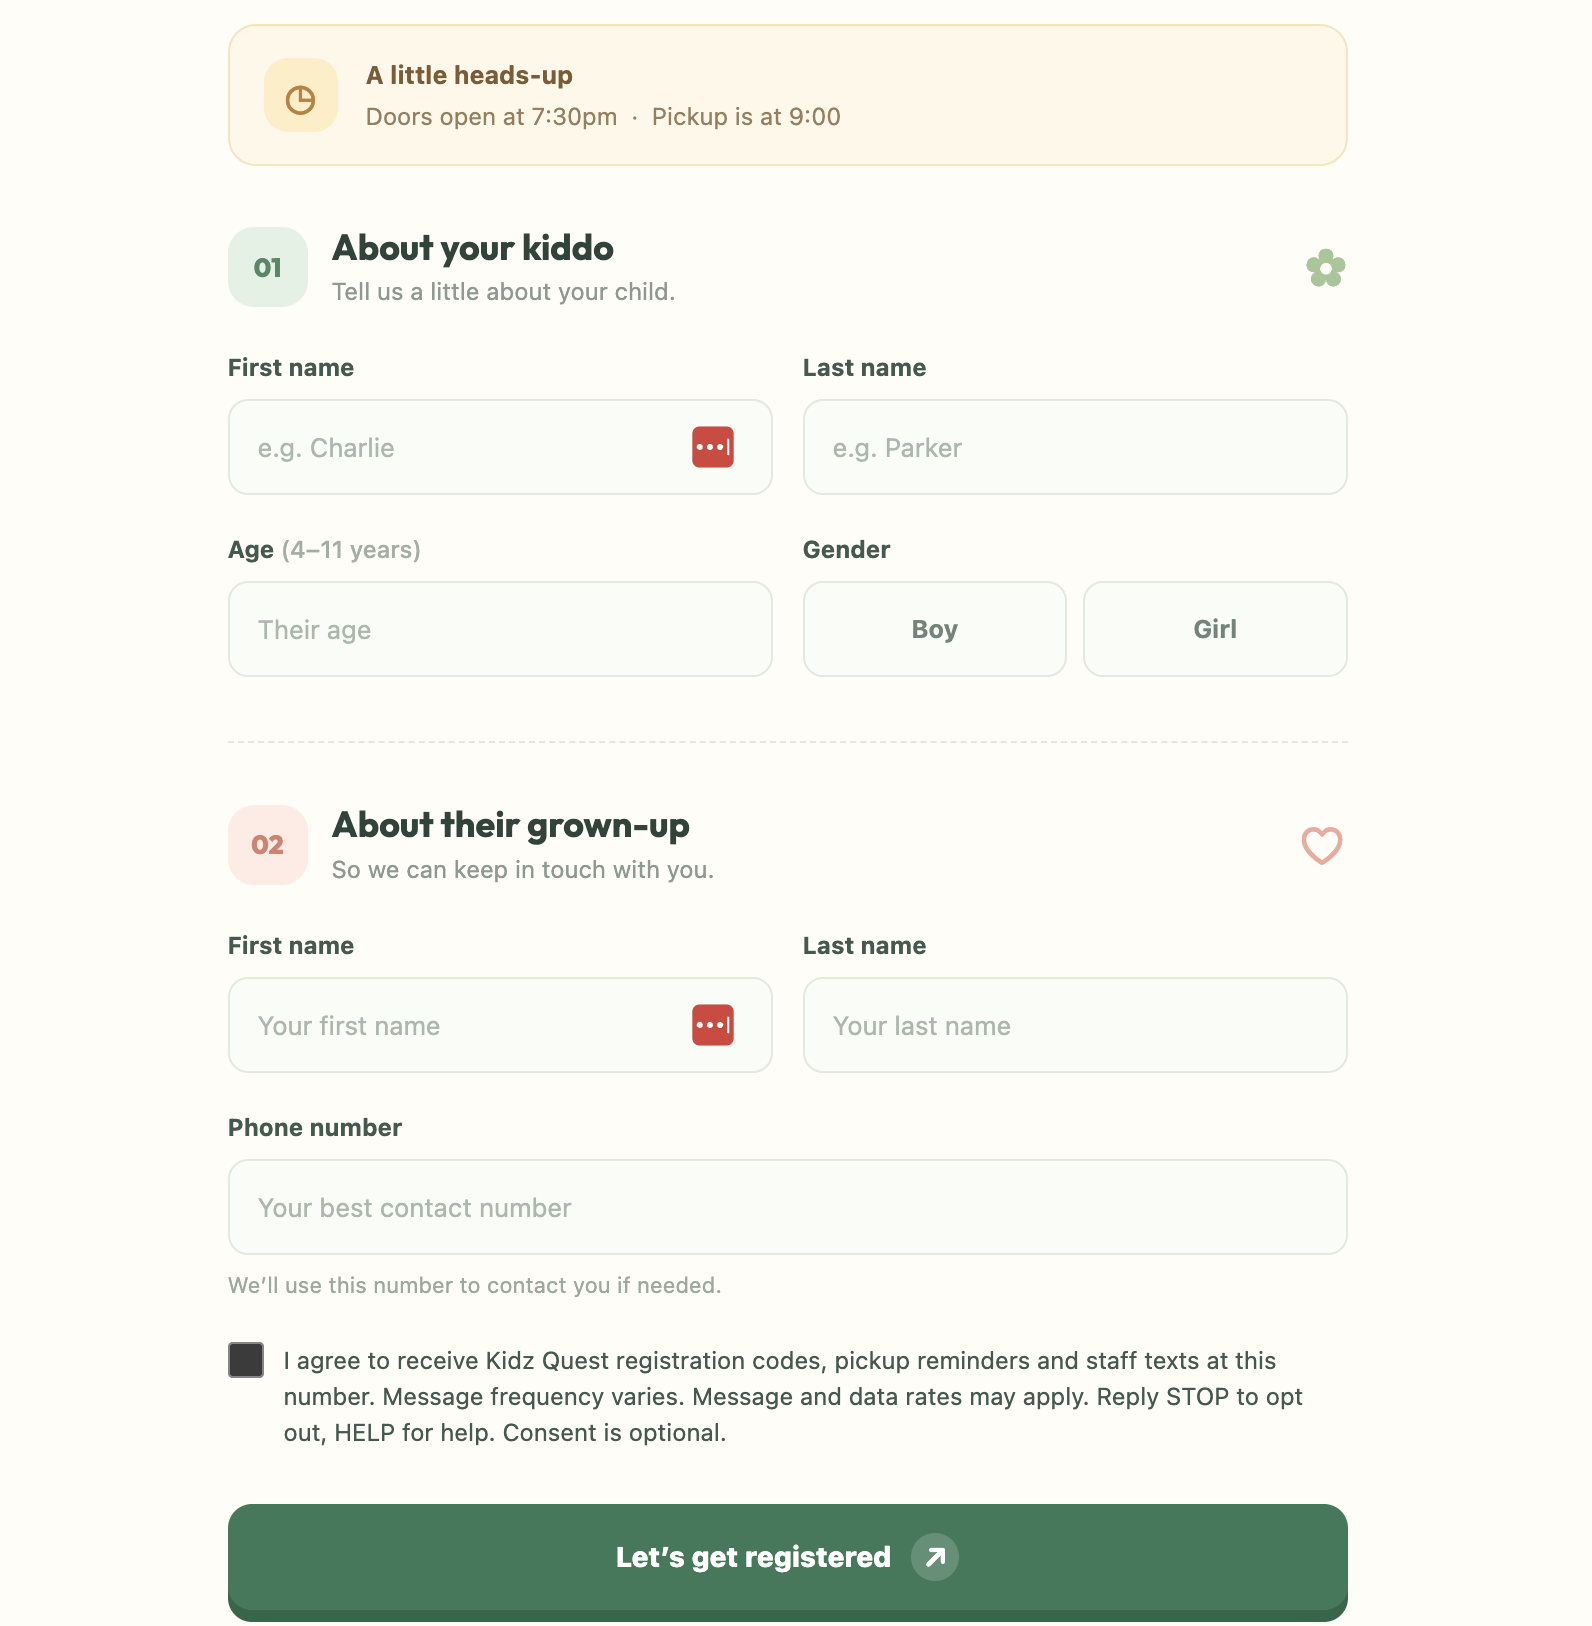 A little heads-up
Doors open at 7:30pm · Pickup is at 9:00
01
About your kiddo
Tell us a little about your child.
First name
Last name
e.g. Charlie
e.g. Parker
Age (4–11 years)
Gender
Their age
Boy
Girl
02
About their grown-up
So we can keep in touch with you.
First name
Last name
Your first name
Your last name
Phone number
Your best contact number
We’ll use this number to contact you if needed.
I agree to receive Kidz Quest registration codes, pickup reminders and staff texts at this
number. Message frequency varies. Message and data rates may apply. Reply STOP to opt
out, HELP for help. Consent is optional.
Let’s get registered